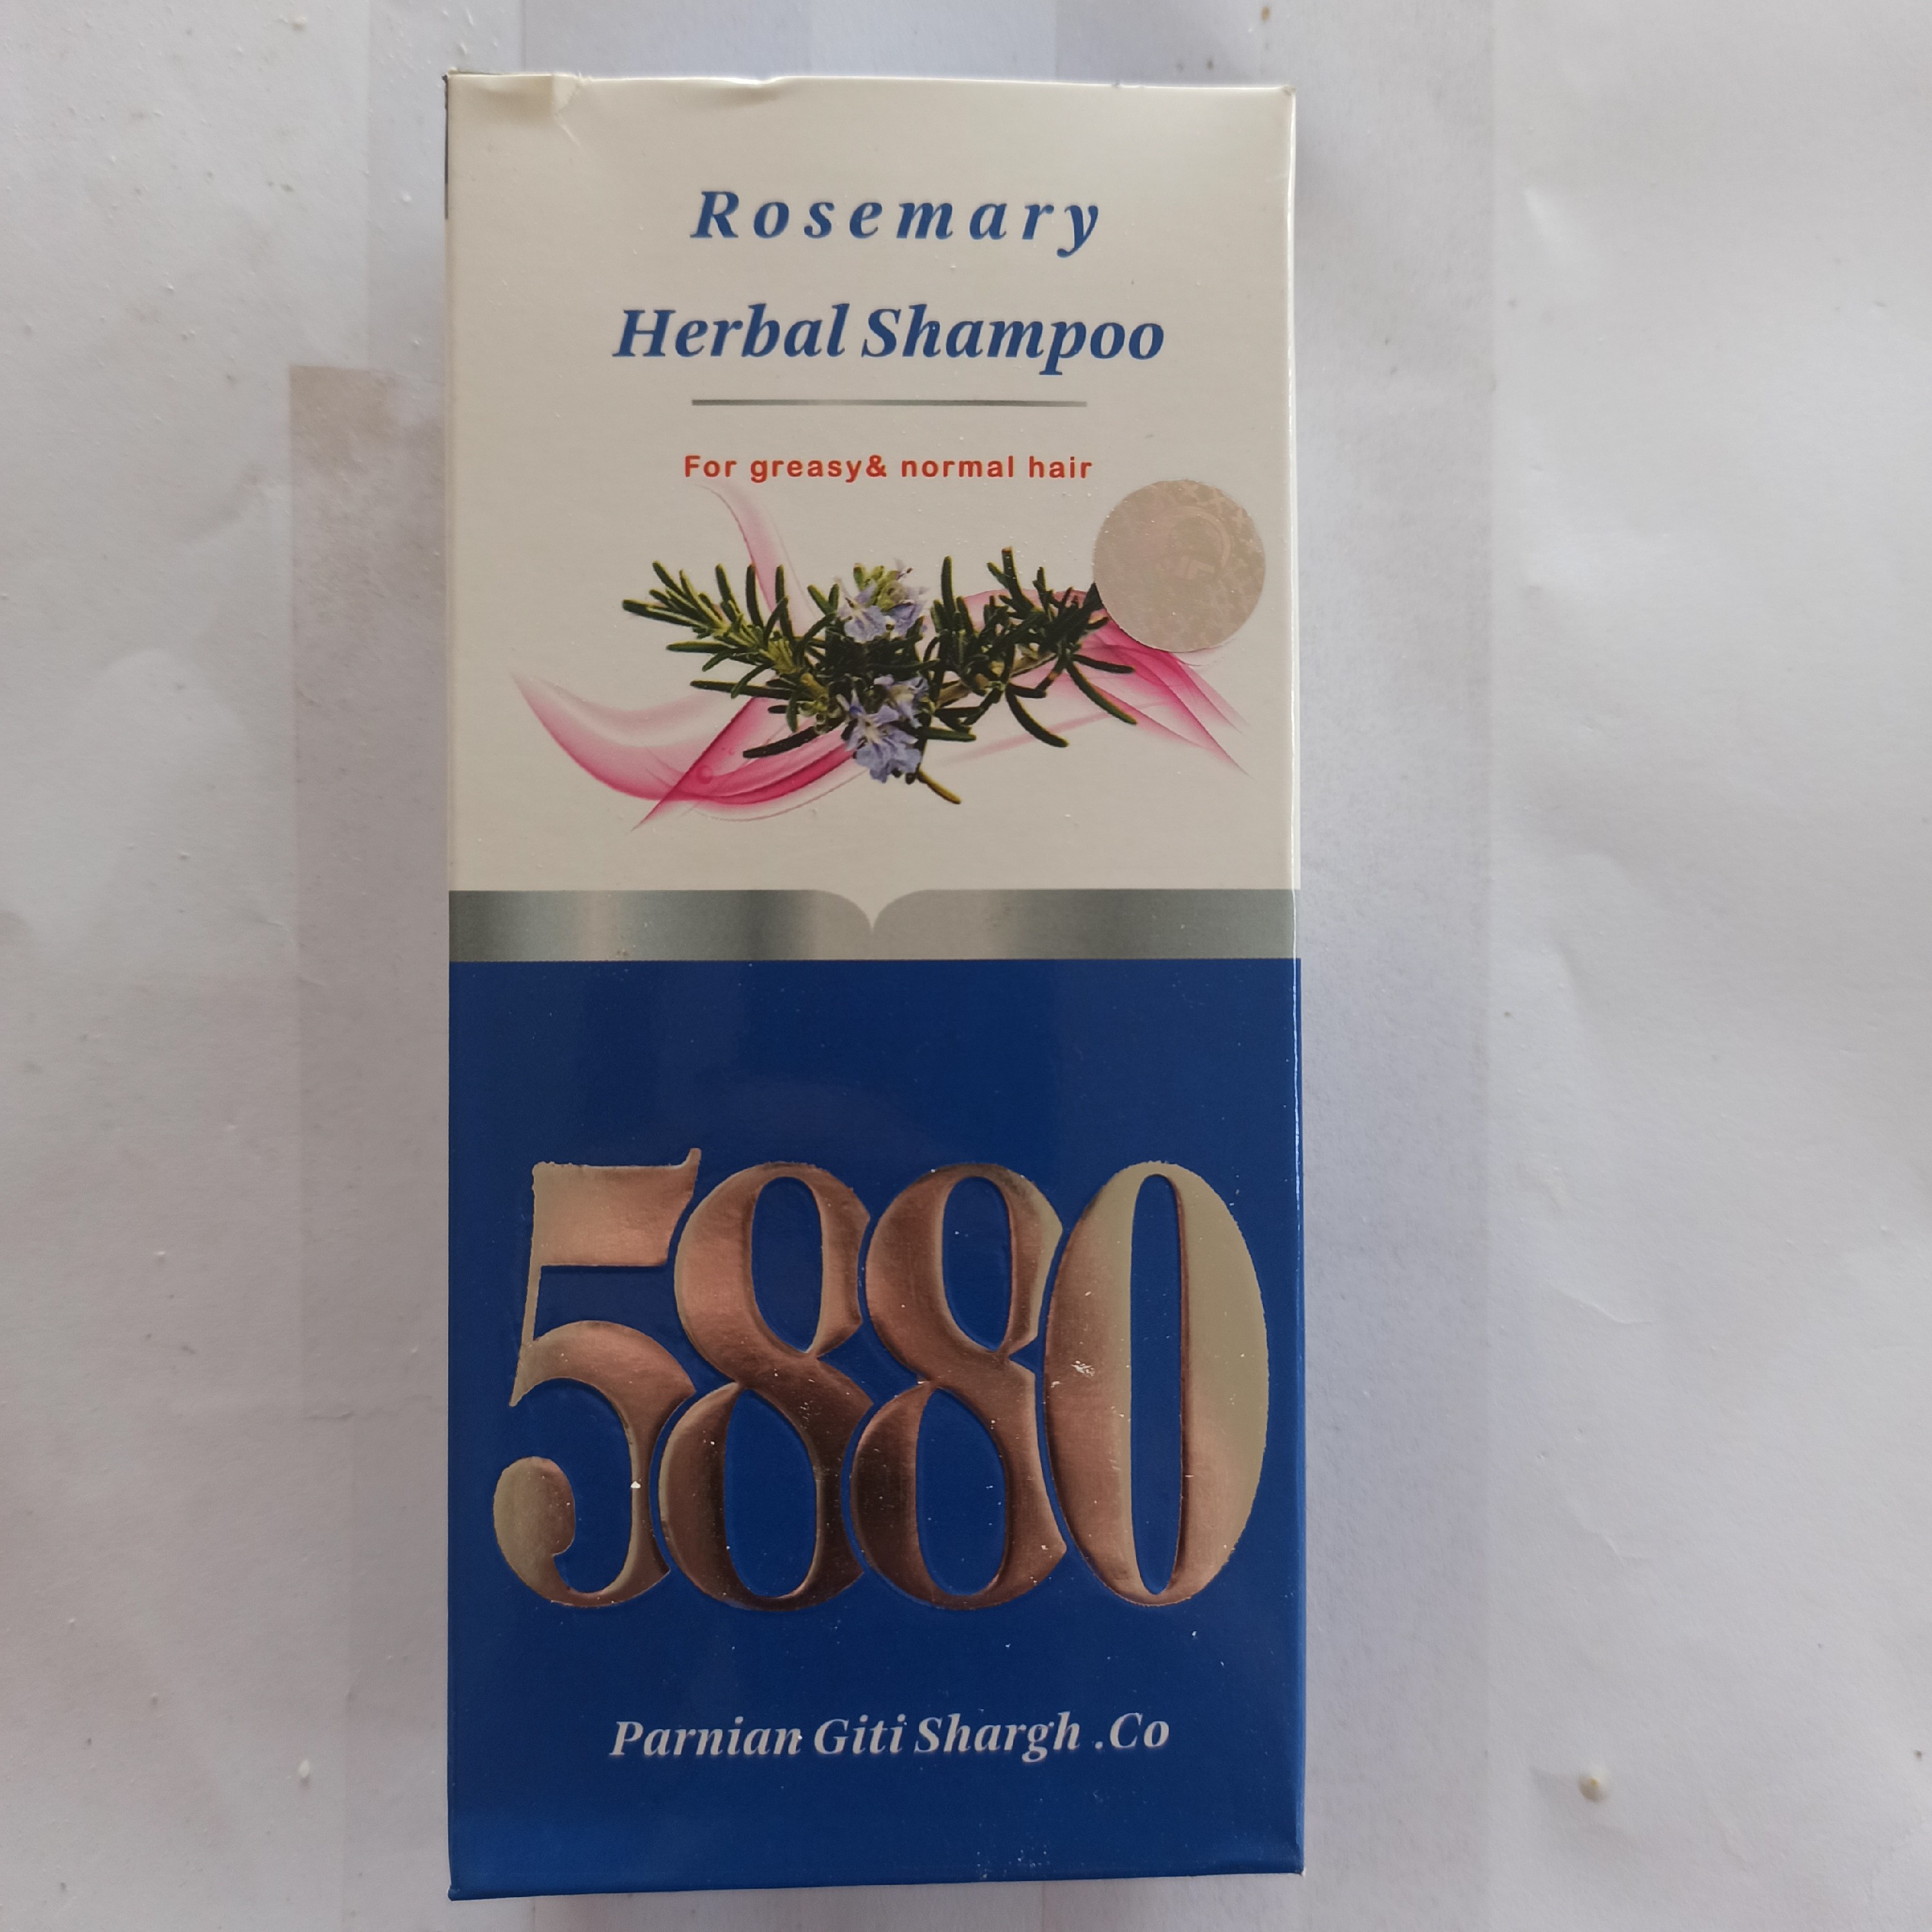 Rosemary
Herbal Shampoo
For greasy& normal hair
5880
Parnian Giti Shargh .Co